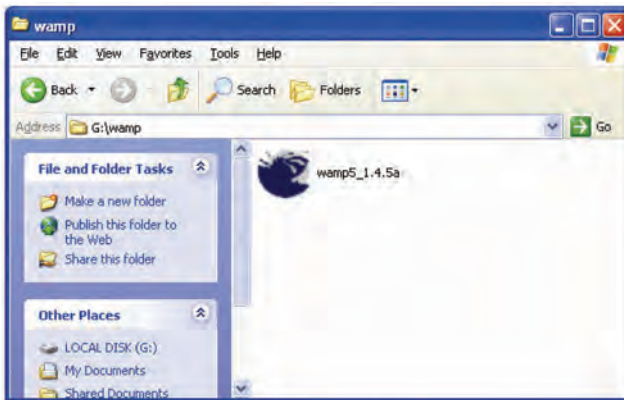 wamp
File Edit View Favorites Tools Help
Back Search Folders
Address G:\wamp Go
File and Folder Tasks
wamp5_1.4.5a
Make a new folder
Publish this folder to
the Web
Share this folder
Other Places
LOCAL DISK (G:)
My Documents
Shared Documents